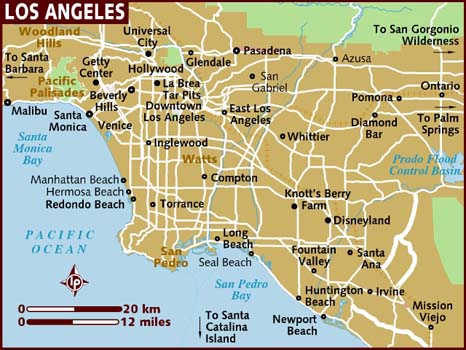 LOS ANGELES
Woodland
Hills
Universal
City
To San Gorgonio
Wilderness
To Santa
Barbara
Getty
Center
Hollywood
Glendale
Pasadena
Azusa
Pacific
Palisades
Beverly
Hills
La Brea
Tar Pits
San
Gabriel
Ontario
Malibu
Santa
Monica
Venice
Downtown
Los Angeles
East Los
Angeles
Pomona
To Palm
Springs
Diamond
Bar
Santa
Monica
Bay
Inglewood
Whittier
Watts
Prado Flood
Control Basin
Manhattan Beach
Hermosa Beach
Redondo Beach
Compton
Knott's Berry
Farm
Torrance
Disneyland
PACIFIC
OCEAN
San
Pedro
Long
Beach
Seal Beach
Fountain
Valley
Santa
Ana
LP
San Pedro
Bay
Huntington
Beach
Irvine
0
20 km
0
12 miles
To Santa
Catalina
Island
Newport
Beach
Mission
Viejo